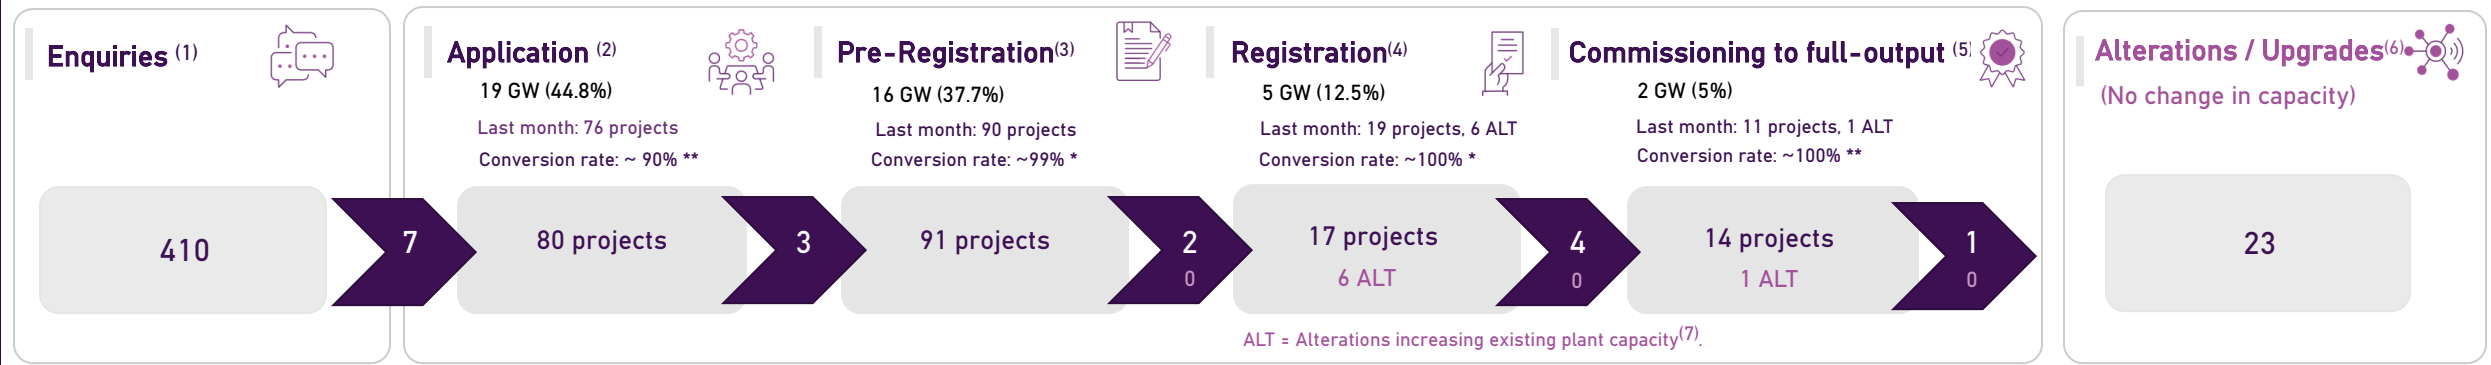 Enquiries (1)
410
7
Application (2)
19 GW (44.8%)
Last month: 76 projects
Conversion rate: ~ 90% **
80 projects
3
Pre-Registration(3)
16 GW (37.7%)
Last month: 90 projects
Conversion rate: ~99% *
91 projects
2
0
Registration(4)
5 GW (12.5%)
Last month: 19 projects, 6 ALT
Conversion rate: ~100% *
17 projects
6 ALT
4
0
Commissioning to full-output (5)
2 GW (5%)
Last month: 11 projects, 1 ALT
Conversion rate: ~100% **
14 projects
1 ALT
1
0
ALT = Alterations increasing existing plant capacity(7).
Alterations / Upgrades(6)
(No change in capacity)
23